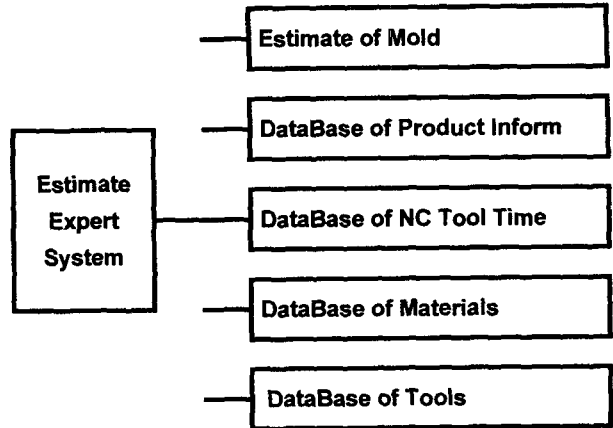 Estimate of Mold
DataBase of Product Inform
Estimate
Expert
System
DataBase of NC Tool Time
DataBase of Materials
DataBase of Tools